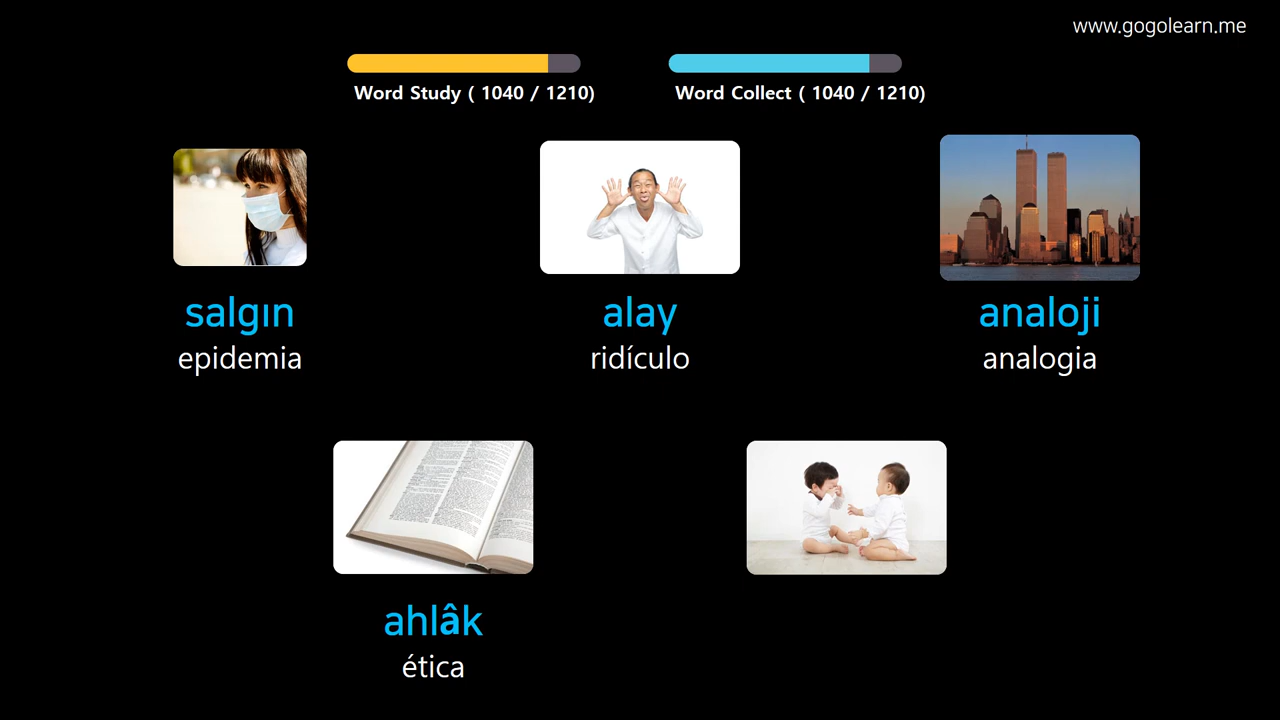 www.gogolearn.me
Word Study ( 1040 / 1210)
Word Collect ( 1040 / 1210)
salgın
epidemia
alay
ridículo
analoji
analogia
ahlâk
ética